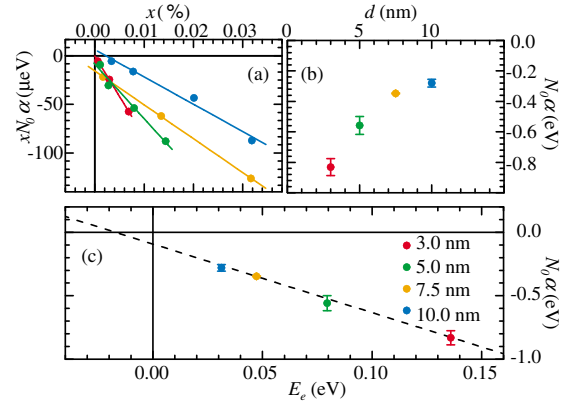 x (%)
0.00 0.01 0.02 0.03
0
-50
-100
xN₀α (μeV)
(a)
d (nm)
0 5 10
(b)
0.0
-0.2
-0.4
-0.6
-0.8
N₀α (eV)
(c)
3.0 nm
5.0 nm
7.5 nm
10.0 nm
0.0
-0.5
-1.0
N₀α (eV)
0.00 0.05 0.10 0.15
Eₑ (eV)